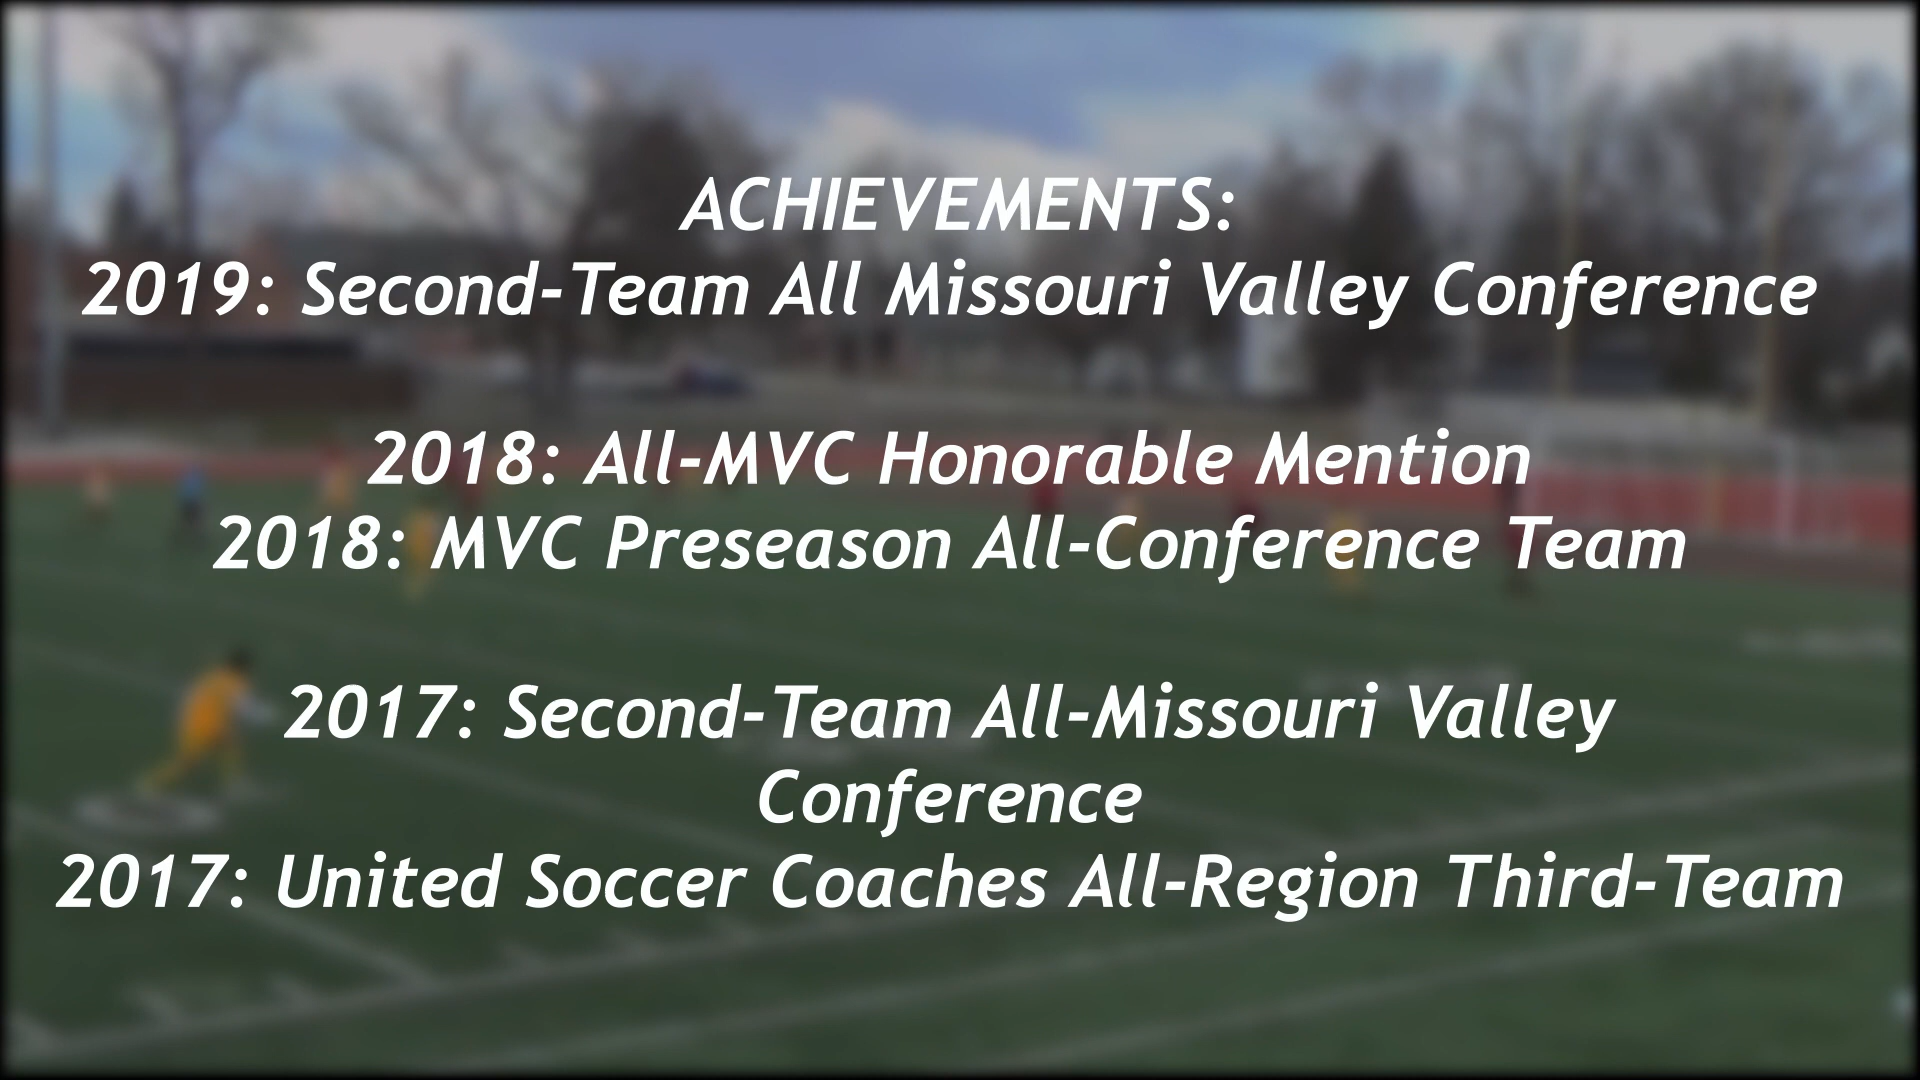 ACHIEVEMENTS:
2019: Second-Team All Missouri Valley Conference
2018: All-MVC Honorable Mention
2018: MVC Preseason All-Conference Team
2017: Second-Team All-Missouri Valley
Conference
2017: United Soccer Coaches All-Region Third-Team